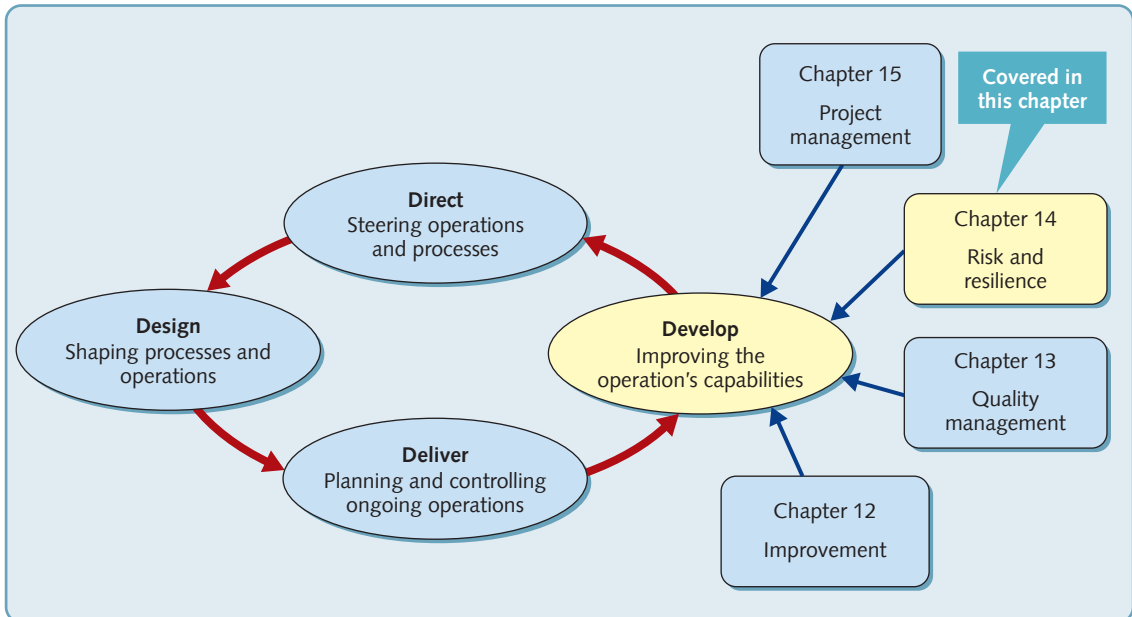 Chapter 15
Project
management
Covered in
this chapter
Direct
Steering operations
and processes
Chapter 14
Risk and
resilience
Design
Shaping processes and
operations
Develop
Improving the
operation's capabilities
Chapter 13
Quality
management
Deliver
Planning and controlling
ongoing operations
Chapter 12
Improvement